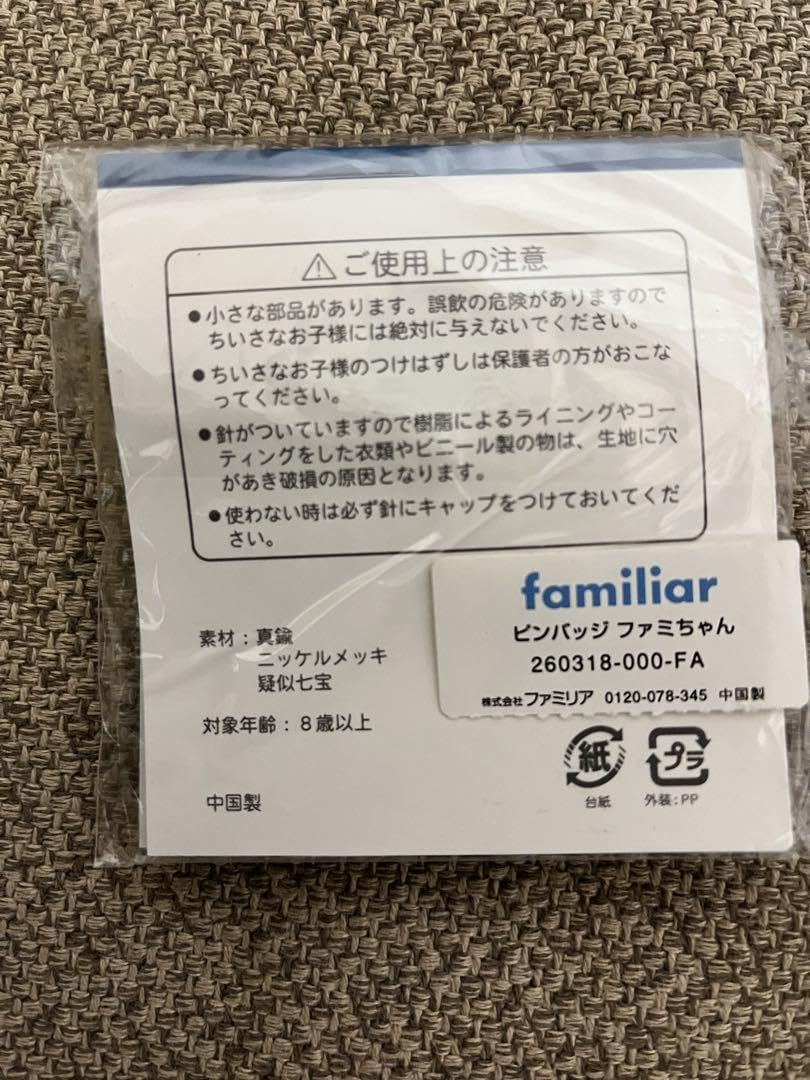 ⚠ご使用上の注意
●小さな部品があります。誤飲の危険がありますので
ちいさなお子様には絶対に与えないでください。
●ちいさなお子様のつけはずしは保護者の方がおこな
ってください。
●針がついていますので樹脂によるライニングやコー
ティングをした衣類やビニール製の物は、生地に穴
があき破損の原因となります。
●使わない時は必ず針にキャップをつけておいてくだ
さい。
familiar
ピンバッジ ファミちゃん
260318-000-FA
株式会社ファミリア 0120-078-345 中国製
素材：真鍮
ニッケルメッキ
疑似七宝
対象年齢：８歳以上
紙
プラ
台紙
外装：PP
中国製